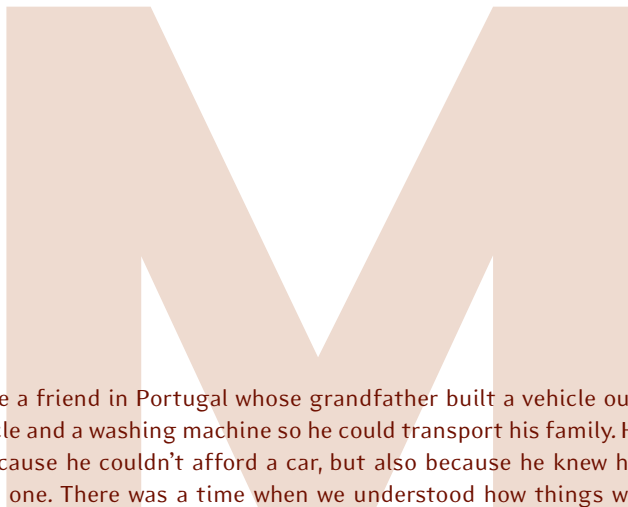 M
e a friend in Portugal whose grandfather built a vehicle ou
le and a washing machine so he could transport his family. H
cause he couldn't afford a car, but also because he knew h
one. There was a time when we understood how things w